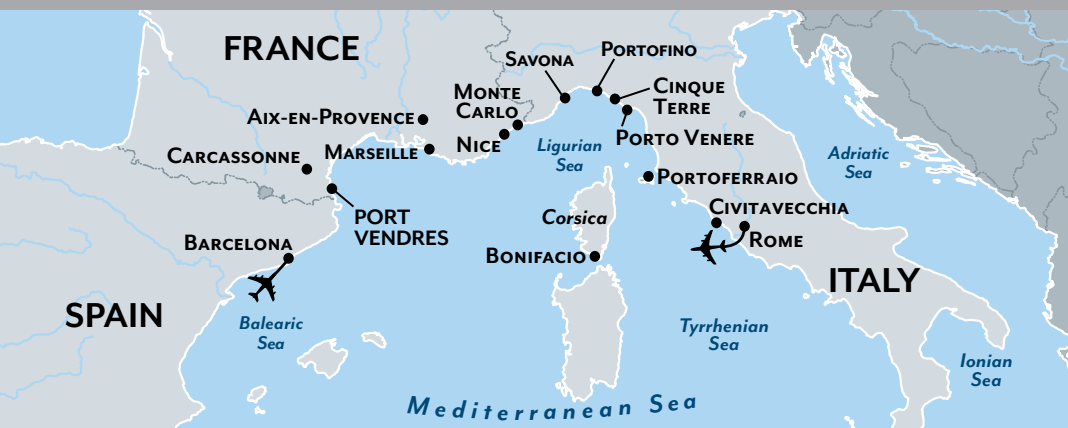 FRANCE
PORTOFINO
SAVONA
CINQUE
TERRE
MONTE
CARLO
AIX-EN-PROVENCE
PORTO VENERE
NICE
Ligurian
Sea
MARSEILLE
CARCASSONNE
Adriatic
Sea
PORTOFERRAIO
CIVITAVECCHIA
Corsica
PORT
VENDRES
ROME
BARCELONA
BONIFACIO
ITALY
SPAIN
Balearic
Sea
Tyrrhenian
Sea
Ionian
Sea
Mediterranean Sea